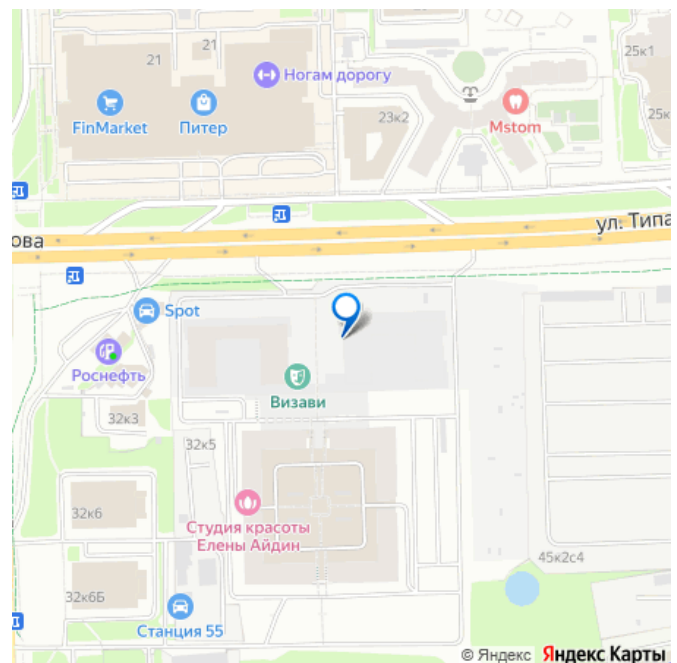 21
21
25к1
Ногам дорогу
FinMarket
Питер
23к2
Mstom
25к
ова
ул. Типа
Spot
Роснефть
Визави
32к3
32к5
Студия красоты
Елены Айдин
32к6
45к2с4
32к6Б
Станция 55
© Яндекс Яндекс Карты